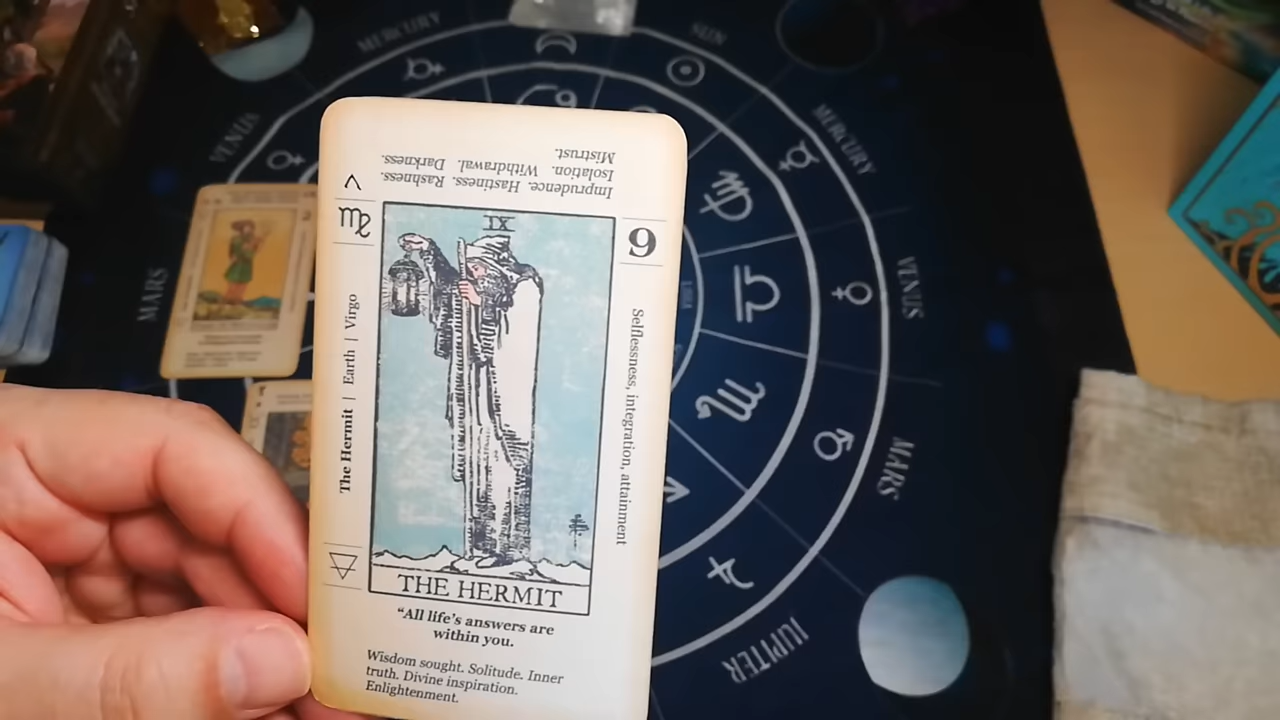 MERCURY
SUN
VENUS
MERCURY
MARS
VENUS
MARS
JUPITER
Imprudence. Hastiness. Rashness.
Isolation. Withdrawal. Darkness.
Mistrust.
IX
9
The Hermit | Earth | Virgo
Selflessness, integration, attainment
THE HERMIT
“All life’s answers are
within you.
Wisdom sought. Solitude. Inner
truth. Divine inspiration.
Enlightenment.